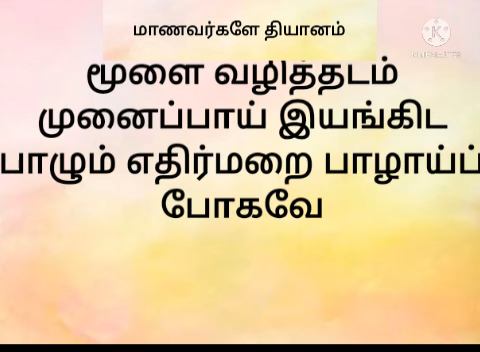 மாணவர்களே தியானம்
மூளை வழித்தடம்
முனைப்பாய் இயங்கிட
பாழும் எதிர்மறை பாழாய்ப்
போகவே